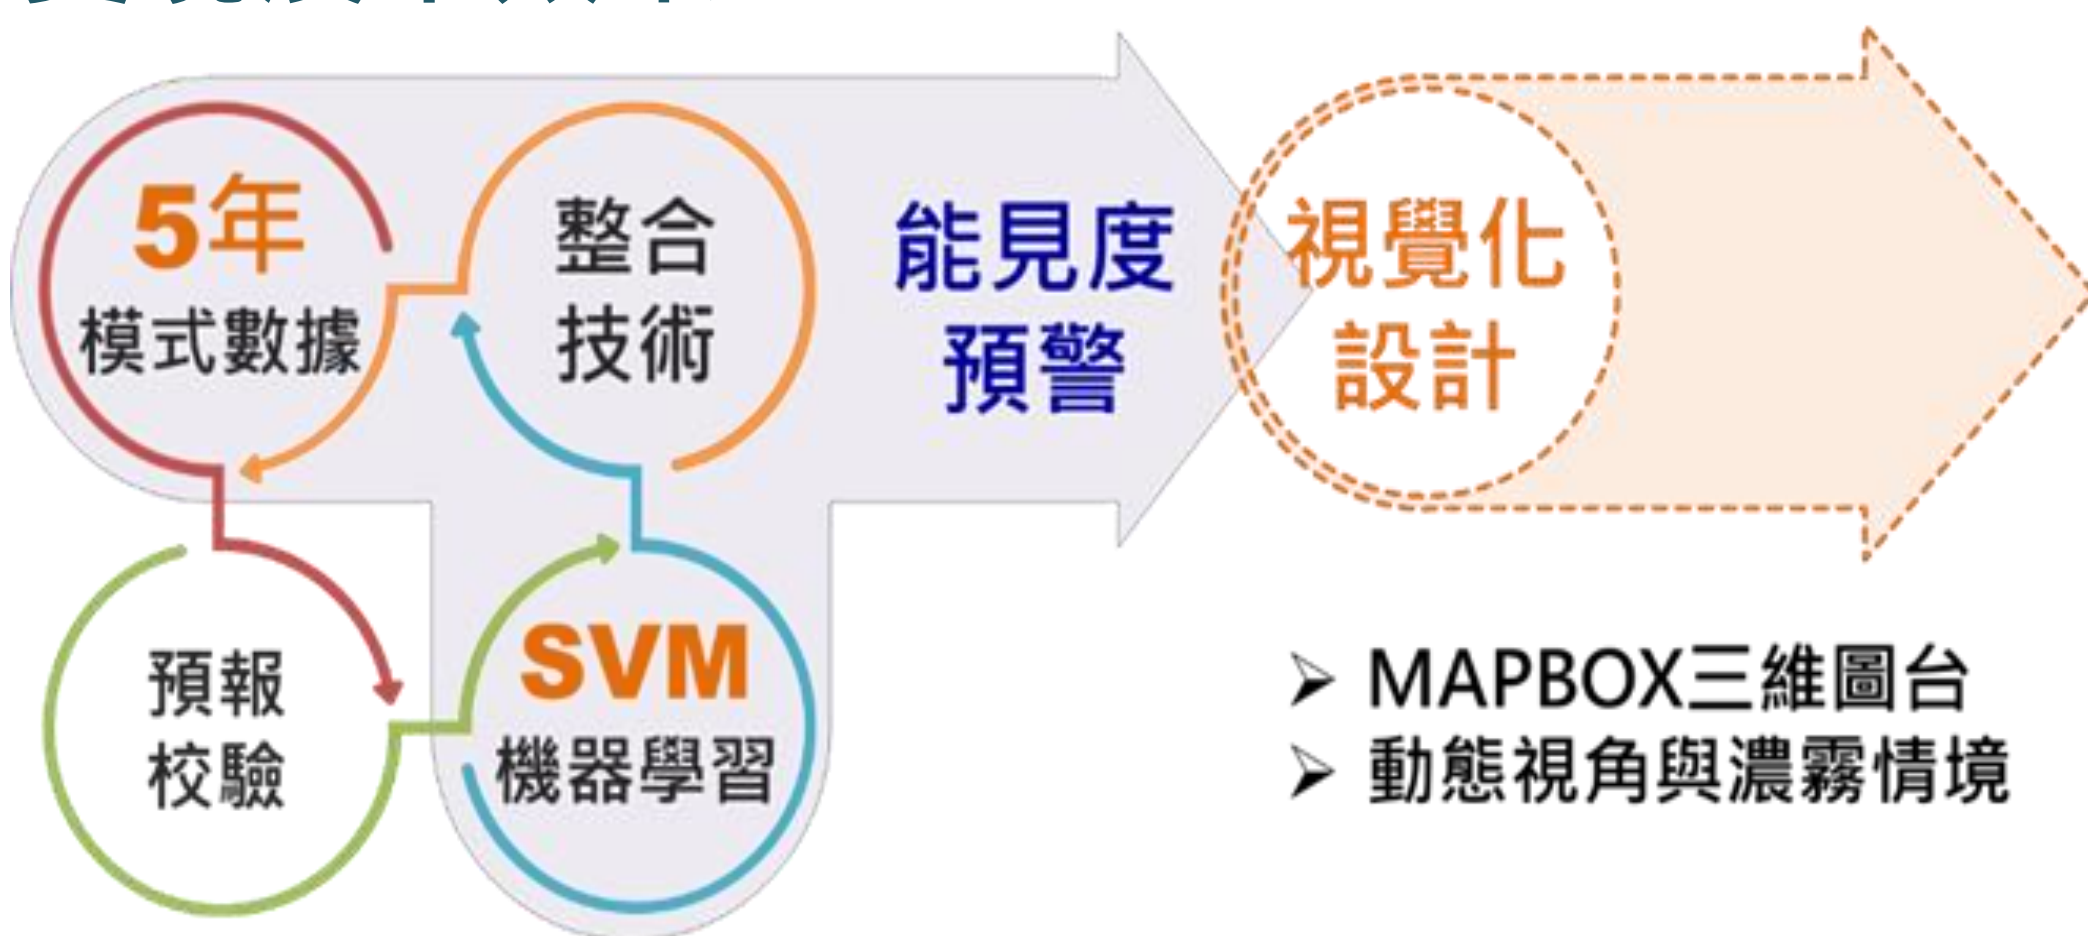 5年
模式數據
整合
技術
能見度
預警
視覺化
設計
預報
校驗
SVM
機器學習
MAPBOX三維圖台
動態視角與濃霧情境